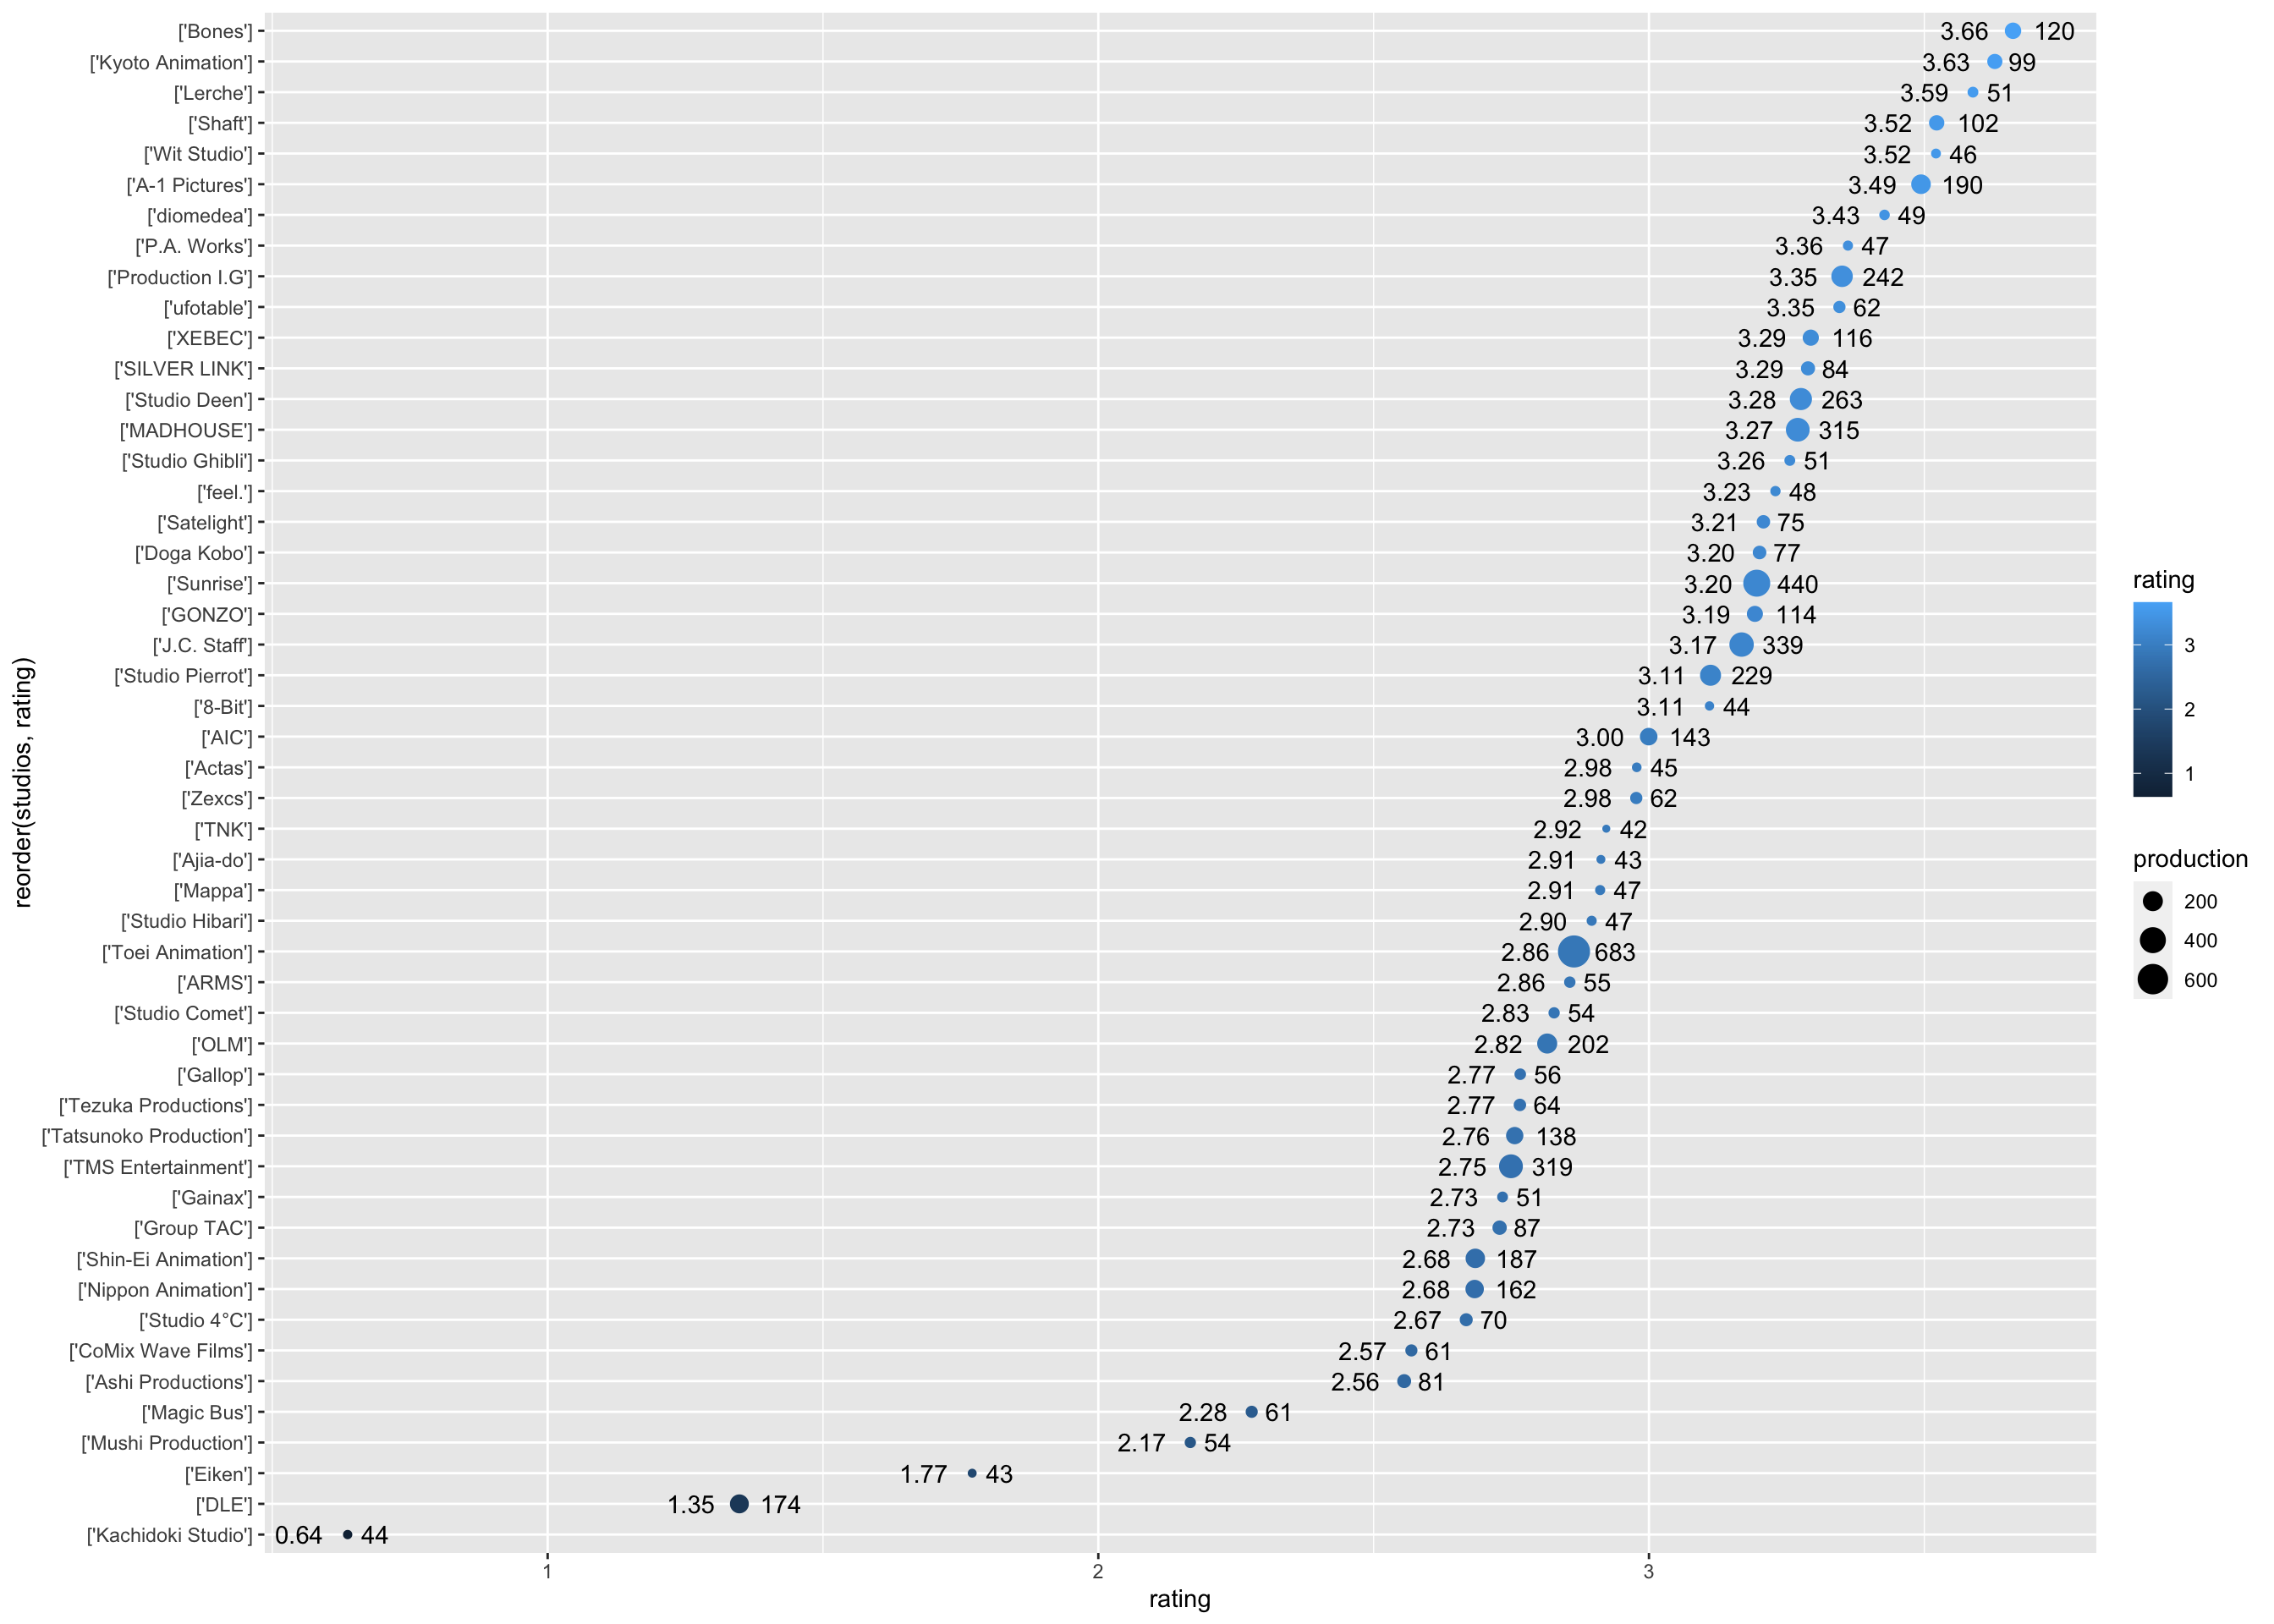 ['Bones'] 3.66 120
['Kyoto Animation'] 3.63 99
['Lerche'] 3.59 51
['Shaft'] 3.52 102
['Wit Studio'] 3.52 46
['A-1 Pictures'] 3.49 190
['diomedea'] 3.43 49
['P.A. Works'] 3.36 47
['Production I.G'] 3.35 242
['ufotable'] 3.35 62
['XEBEC'] 3.29 116
['SILVER LINK'] 3.29 84
['Studio Deen'] 3.28 263
['MADHOUSE'] 3.27 315
['Studio Ghibli'] 3.26 51
['feel.'] 3.23 48
['Satelight'] 3.21 75
['Doga Kobo'] 3.20 77
['Sunrise'] 3.20 440
['GONZO'] 3.19 114
['J.C. Staff'] 3.17 339
['Studio Pierrot'] 3.11 229
['8-Bit'] 3.11 44
['AIC'] 3.00 143
['Actas'] 2.98 45
['Zexcs'] 2.98 62
['TNK'] 2.92 42
['Ajia-do'] 2.91 43
['Mappa'] 2.91 47
['Studio Hibari'] 2.90 47
['Toei Animation'] 2.86 683
['ARMS'] 2.86 55
['Studio Comet'] 2.83 54
['OLM'] 2.82 202
['Gallop'] 2.77 56
['Tezuka Productions'] 2.77 64
['Tatsunoko Production'] 2.76 138
['TMS Entertainment'] 2.75 319
['Gainax'] 2.73 51
['Group TAC'] 2.73 87
['Shin-Ei Animation'] 2.68 187
['Nippon Animation'] 2.68 162
['Studio 4°C'] 2.67 70
['CoMix Wave Films'] 2.57 61
['Ashi Productions'] 2.56 81
['Magic Bus'] 2.28 61
['Mushi Production'] 2.17 54
['Eiken'] 1.77 43
['DLE'] 1.35 174
['Kachidoki Studio'] 0.64 44
1 2 3
rating
reorder(studios, rating)
rating
3
2
1
production
200
400
600